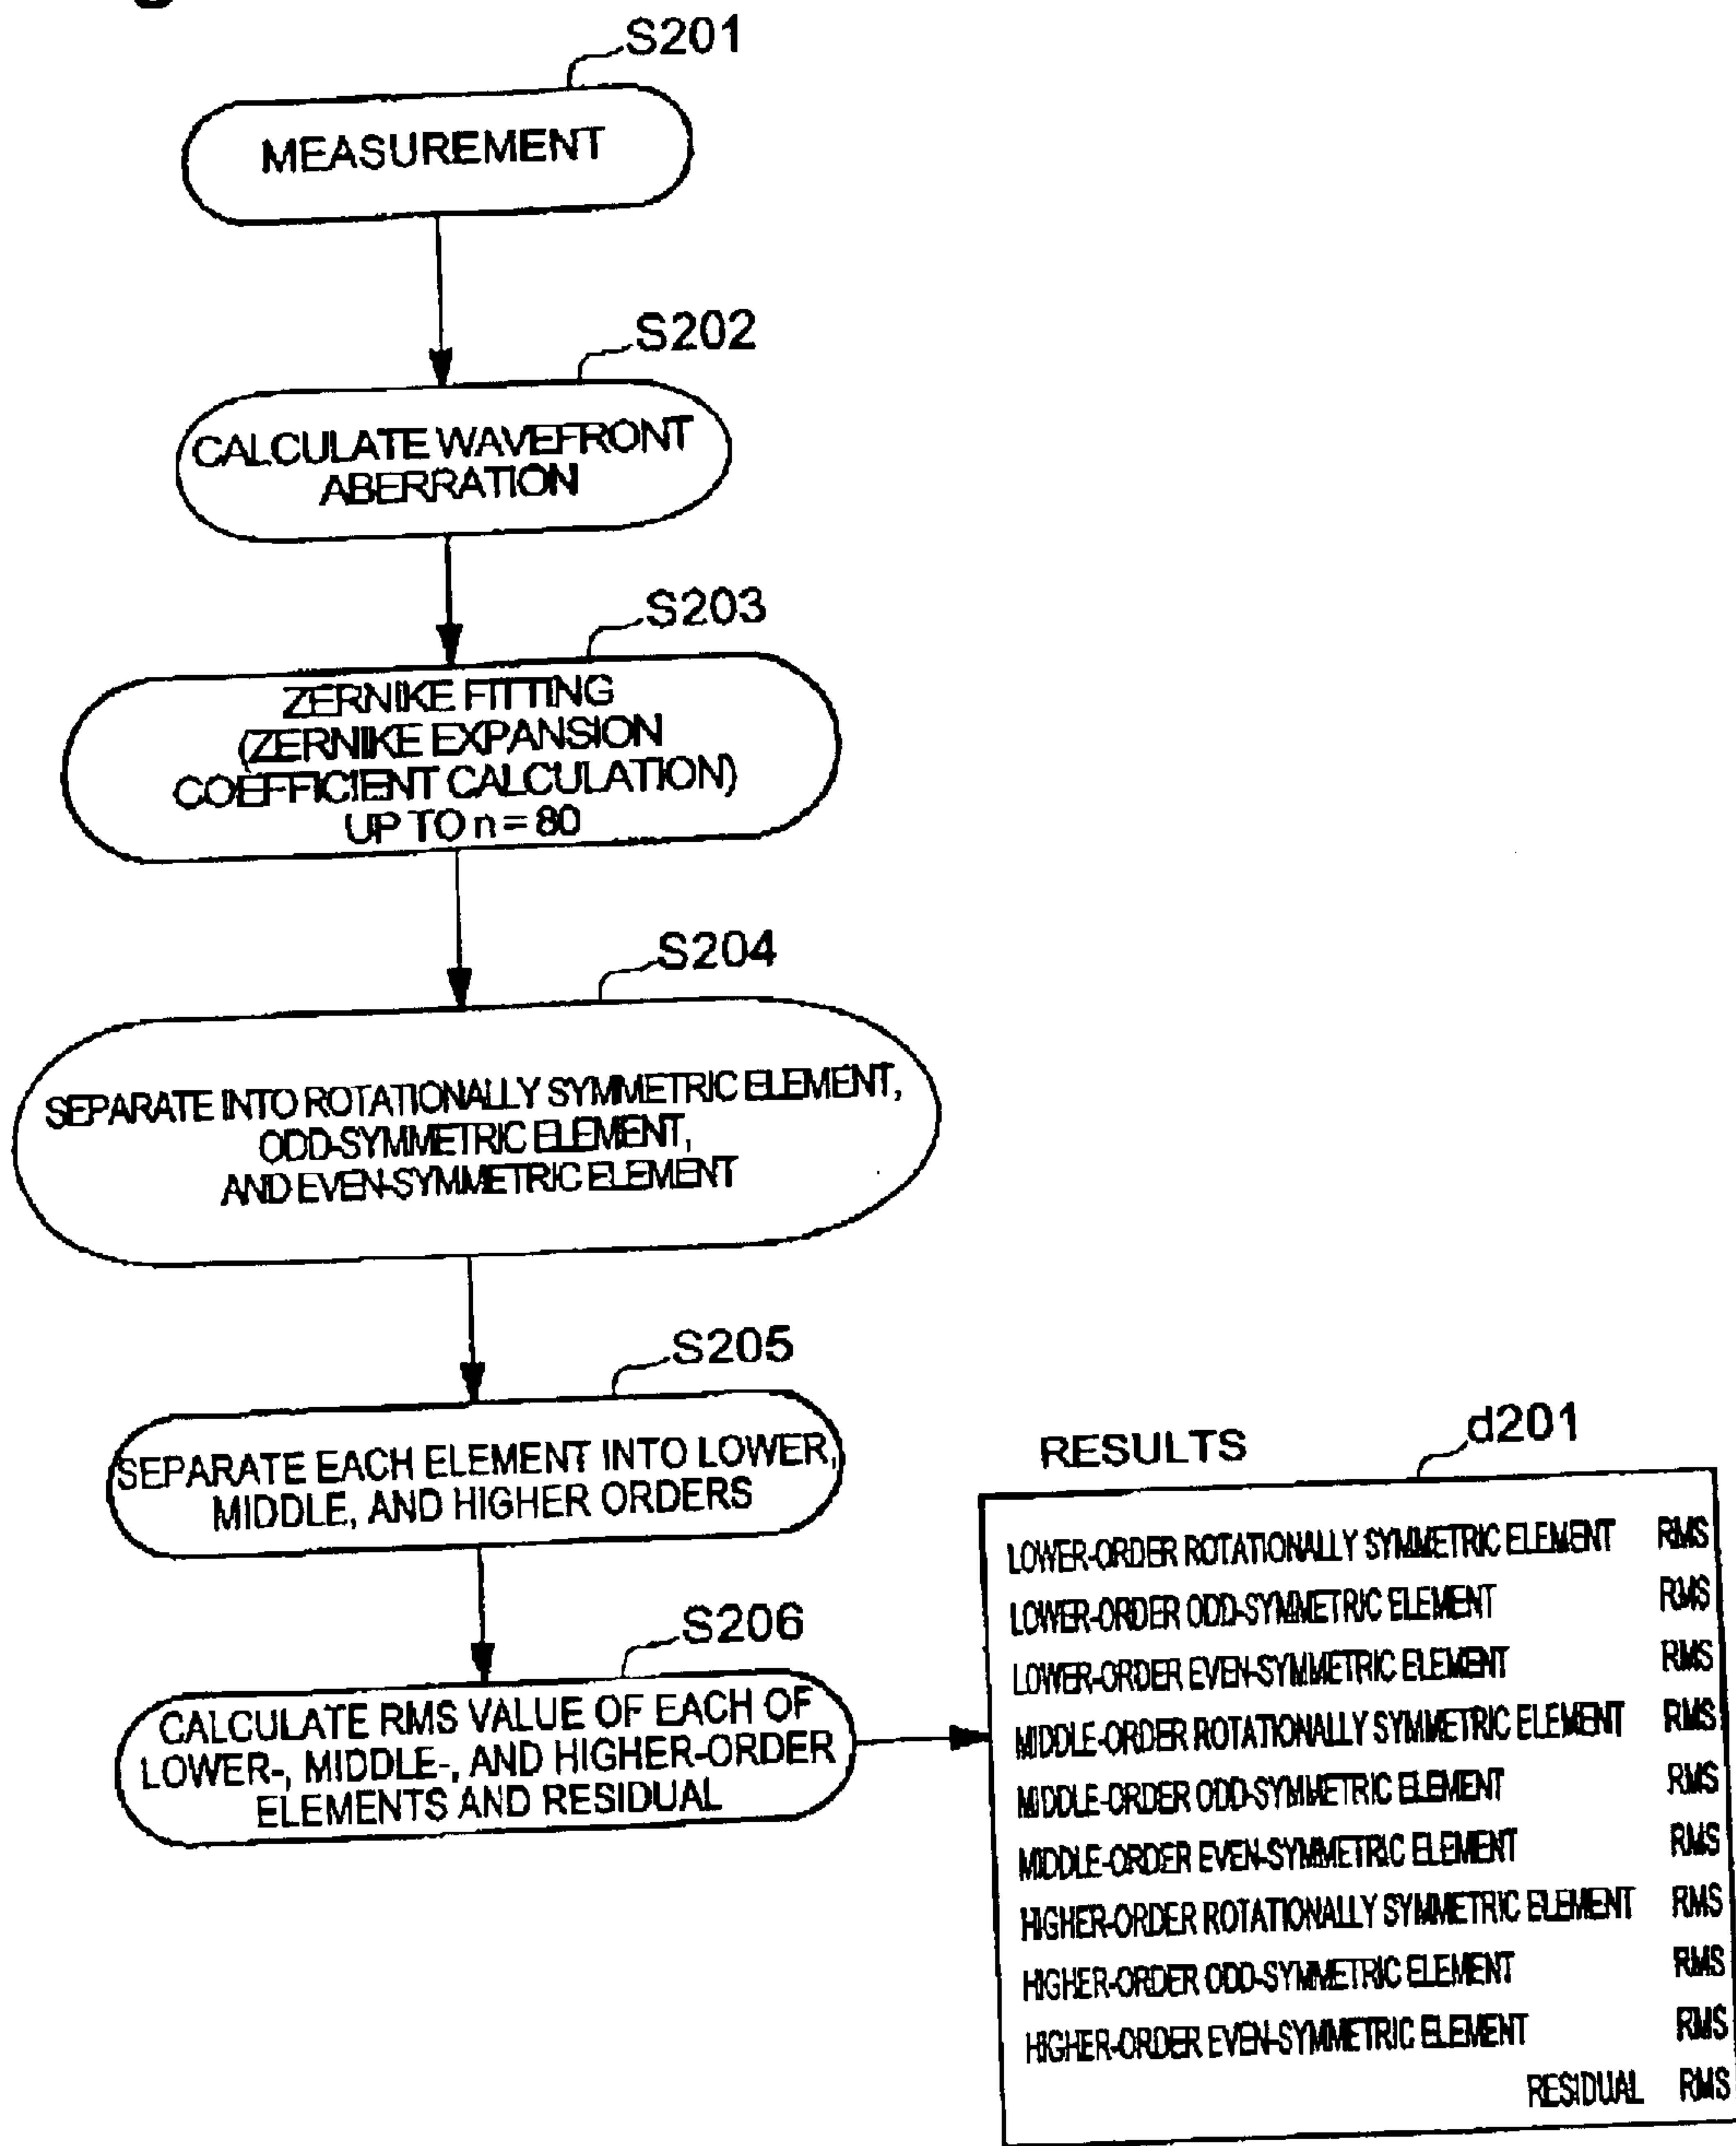 S201
MEASUREMENT
S202
CALCULATE WAVEFRONT
ABERRATION
S203
ZERNIKE FITTING
(ZERNIKE EXPANSION
COEFFICIENT CALCULATION)
UP TO n = 80
S204
SEPARATE INTO ROTATIONALLY SYMMETRIC ELEMENT,
ODD-SYMMETRIC ELEMENT,
AND EVEN-SYMMETRIC ELEMENT
S205
SEPARATE EACH ELEMENT INTO LOWER,
MIDDLE, AND HIGHER ORDERS
S206
CALCULATE RMS VALUE OF EACH OF
LOWER-, MIDDLE-, AND HIGHER-ORDER
ELEMENTS AND RESIDUAL
RESULTS
d201
LOWER-ORDER ROTATIONALLY SYMMETRIC ELEMENT RMS
LOWER-ORDER ODD-SYMMETRIC ELEMENT RMS
LOWER-ORDER EVEN-SYMMETRIC ELEMENT RMS
MIDDLE-ORDER ROTATIONALLY SYMMETRIC ELEMENT RMS
MIDDLE-ORDER ODD-SYMMETRIC ELEMENT RMS
MIDDLE-ORDER EVEN-SYMMETRIC ELEMENT RMS
HIGHER-ORDER ROTATIONALLY SYMMETRIC ELEMENT RMS
HIGHER-ORDER ODD-SYMMETRIC ELEMENT RMS
HIGHER-ORDER EVEN-SYMMETRIC ELEMENT RMS
RESIDUAL RMS